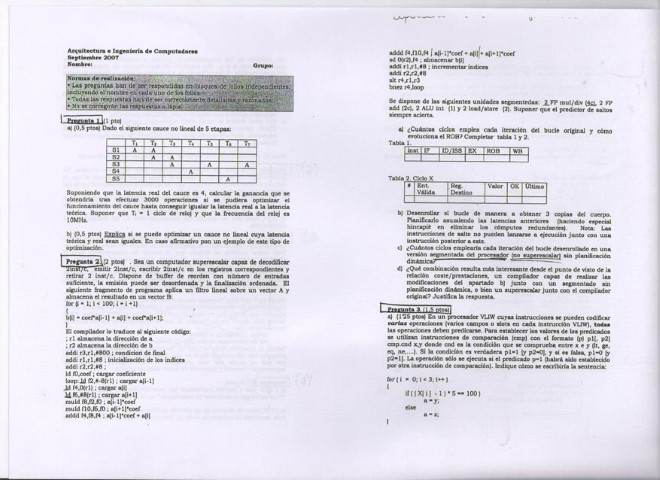 Arquitectura e Ingeniería de Computadores
Septiembre 2007
Nombre: Grupo:
Normas de realización:
• Las preguntas han de ser respondidas en bloques de folios independientes,
incluyendo el nombre en cada uno de los folios
• Todas las respuestas han de ser correctamente detalladas y razonadas.
• No se corregirán las respuestas a lápiz
Pregunta 1 (1 pto)
a) (0,5 ptos) Dado el siguiente cauce no lineal de 5 etapas:
T1 T2 T3 T4 T5 T6 T7
S1 A A
S2 A A
S3 A A A
S4 A
S5 A
Suponiendo que la latencia real del cauce es 4, calcular la ganancia que se
obtendría tras efectuar 3000 operaciones si se pudiera optimizar el
funcionamiento del cauce hasta conseguir igualar la latencia real a la latencia
teórica. Suponer que Ti = 1 ciclo de reloj y que la frecuencia del reloj es
10MHz.
b) (0,5 ptos) Explica si se puede optimizar un cauce no lineal cuya latencia
teórica y real sean iguales. En caso afirmativo pon un ejemplo de este tipo de
optimización.
Pregunta 2 (2 ptos) . Sea un computador superescalar capaz de decodificar
2inst/c, emitir 2inst/c, escribir 2inst/c en los registros correspondientes y
retirar 2 inst/c. Dispone de buffer de reorden con número de entradas
suficiente, la emisión puede ser desordenada y la finalización ordenada. El
siguiente fragmento de programa aplica un filtro lineal sobre un vector A y
almacena el resultado en un vector B:
for (i = 1; i < 100; i = i+1)
{
b[i] = coef*a[i-1] + a[i] + coef*a[i+1];
}
El compilador lo traduce al siguiente código:
; r1 almacena la dirección de a
; r2 almacena la dirección de b
addi r3,r1,#800 ; condicion de final
addi r1,r1,#8 ; inicialización de los índices
addi r2,r2,#8 ;
ld f0,coef ; cargar coeficiente
loop: ld f2,#-8(r1) ; cargar a[i-1]
ld f4,0(r1) ; cargar a[i]
ld f6,#8(r1) ; cargar a[i+1]
muld f8,f2,f0 ; a[i-1]*coef
muld f10,f6,f0 ; a[i+1]*coef
addd f4,f8,f4 ; a[i-1]*coef + a[i]
addd f4,f10,f4 ; a[i-1]*coef + a[i] + a[i+1]*coef
sd 0(r2),f4 ; almacenar b[i]
addi r1,r1,#8 ; incrementar indices
addi r2,r2,#8
slt r4,r1,r3
bnez r4,loop
Se dispone de las siguientes unidades segmentadas: 2 FP mul/div (4c), 2 FP
add (2c), 2 ALU int (1) y 2 load/store (2). Suponer que el predictor de saltos
siempre acierta.
a) ¿Cuántos ciclos emplea cada iteración del bucle original y cómo
evoluciona el ROB? Completar tabla 1 y 2.
Tabla 1.
inst IF ID/ISS EX ROB WB
Tabla 2. Ciclo X
# Ent. Válida Reg. Destino Valor OK Último
b) Desenrollar el bucle de manera a obtener 3 copias del cuerpo.
Planificarlo asumiendo las latencias anteriores (haciendo especial
hincapié en eliminar los cómputos redundantes). Nota: Las
instrucciones de salto no pueden lanzarse a ejecución junto con una
instrucción posterior a este.
c) ¿Cuántos ciclos emplearía cada iteración del bucle desenrollado en una
versión segmentada del procesador (no superescalar) sin planificación
dinámica?
d) ¿Qué combinación resulta más interesante desde el punto de vista de la
relación coste/prestaciones, un compilador capaz de realizar las
modificaciones del apartado b) junto con un segmentado sin
planificación dinámica, o bien un superescalar junto con el compilador
original? Justifica la respuesta.
Pregunta 3 (1.5 ptos)
a) (1'25 ptos) En un procesador VLIW cuyas instrucciones se pueden codificar
varias operaciones (varios campos o slots en cada instrucción VLIW), todas
las operaciones deben predicarse. Para establecer los valores de los predicados
se utilizan instrucciones de comparación (cmp) con el formato (p) p1[, p2]
cmp.cnd x,y donde cnd es la condición que se comprueba entre x e y (lt, ge,
eq, ne,...). Si la condición es verdadera p1=1 [y p2=0], y si es falsa, p1=0 [y
p2=1]. La operación sólo se ejecuta si el predicado p=1 (habrá sido establecido
por otra instrucción de comparación). Indique cómo se escribiría la sentencia:
for ( i = 0; i < 3; i++ )
{
if ( ( X[ i ] - 1 ) * 5 == 100 )
a = y;
else
a = z;
}